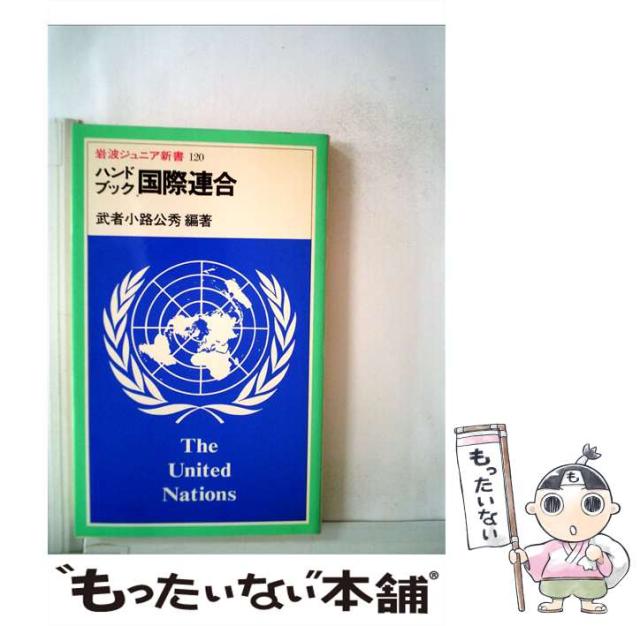 岩波ジュニア新書 120
ハンド
ブック 国際連合
武者小路公秀 編著
The
United
Nations
も
もったいない
"もったいない"本舗®